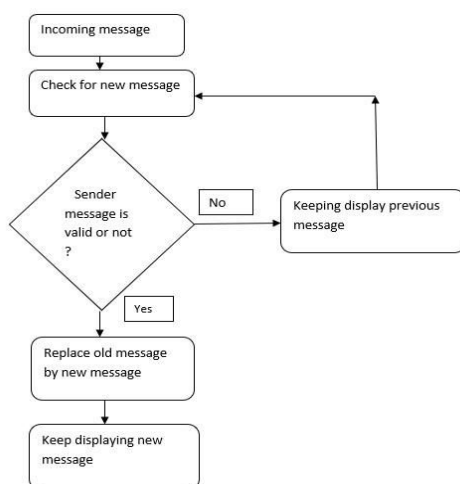 Incoming message
Check for new message
Sender
message is
valid or not
?
No
Keeping display previous
message
Yes
Replace old message
by new message
Keep displaying new
message